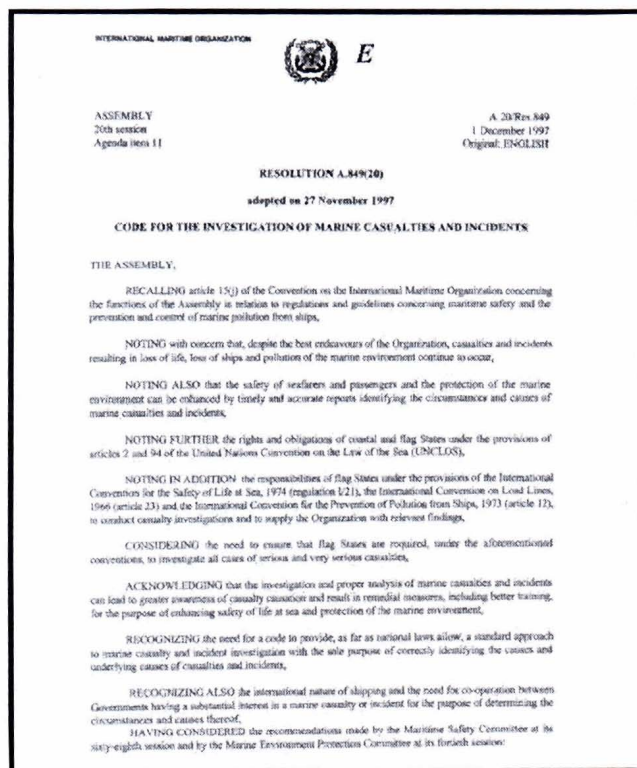 INTERNATIONAL MARITIME ORGANIZATION
E
ASSEMBLY
20th session
Agenda item 11
A 20/Res.849
1 December 1997
Original: ENGLISH
RESOLUTION A.849(20)
adopted on 27 November 1997
CODE FOR THE INVESTIGATION OF MARINE CASUALTIES AND INCIDENTS
THE ASSEMBLY,
RECALLING article 15(j) of the Convention on the International Maritime Organization concerning
the functions of the Assembly in relation to regulations and guidelines concerning maritime safety and the
prevention and control of marine pollution from ships,
NOTING with concern that, despite the best endeavours of the Organization, casualties and incidents
resulting in loss of life, loss of ships and pollution of the marine environment continue to occur,
NOTING ALSO that the safety of seafarers and passengers and the protection of the marine
environment can be enhanced by timely and accurate reports identifying the circumstances and causes of
marine casualties and incidents,
NOTING FURTHER the rights and obligations of coastal and flag States under the provisions of
articles 2 and 94 of the United Nations Convention on the Law of the Sea (UNCLOS),
NOTING IN ADDITION the responsibilities of flag States under the provisions of the International
Convention for the Safety of Life at Sea, 1974 (regulation I/21), the International Convention on Load Lines,
1966 (article 23) and the International Convention for the Prevention of Pollution from Ships, 1973 (article 12),
to conduct casualty investigations and to supply the Organization with relevant findings,
CONSIDERING the need to ensure that flag States are required, under the aforementioned
conventions, to investigate all cases of serious and very serious casualties,
ACKNOWLEDGING that the investigation and proper analysis of marine casualties and incidents
can lead to greater awareness of casualty causation and result in remedial measures, including better training,
for the purpose of enhancing safety of life at sea and protection of the marine environment,
RECOGNIZING the need for a code to provide, as far as national laws allow, a standard approach
to marine casualty and incident investigation with the sole purpose of correctly identifying the causes and
underlying causes of casualties and incidents,
RECOGNIZING ALSO the international nature of shipping and the need for co-operation between
Governments having a substantial interest in a marine casualty or incident for the purpose of determining the
circumstances and causes thereof,
HAVING CONSIDERED the recommendations made by the Maritime Safety Committee at its
sixty-eighth session and by the Marine Environment Protection Committee at its fortieth session: